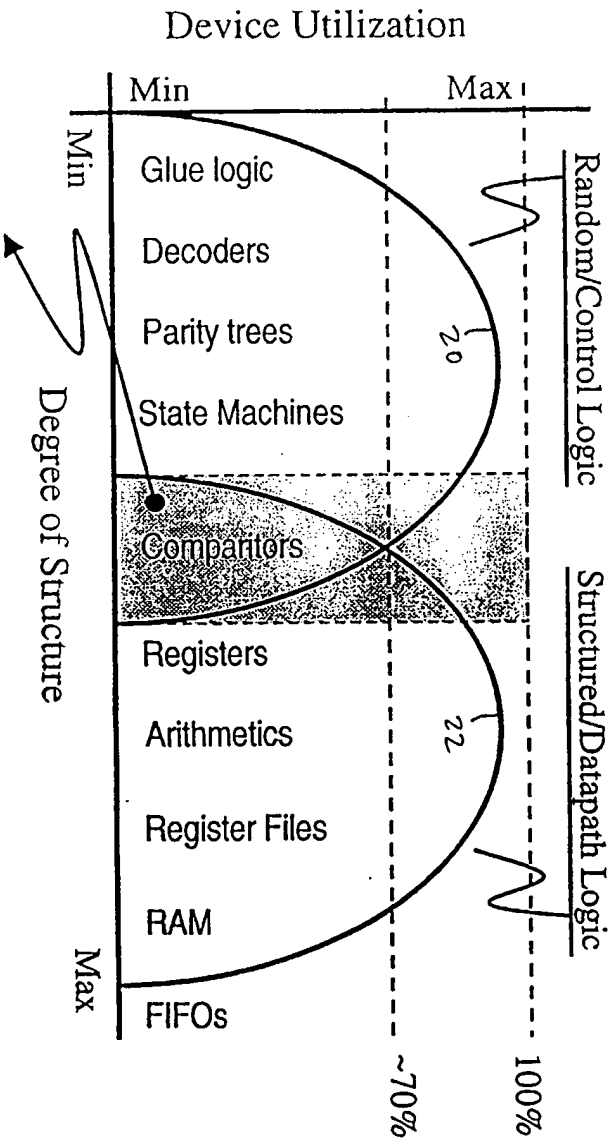 Device Utilization
Min
Max
Random/Control Logic
Structured/Datapath Logic
100%
~70%
Glue logic
Decoders
Parity trees
State Machines
Comparitors
Registers
Arithmetics
Register Files
RAM
FIFOs
20
22
Min
Degree of Structure
Max